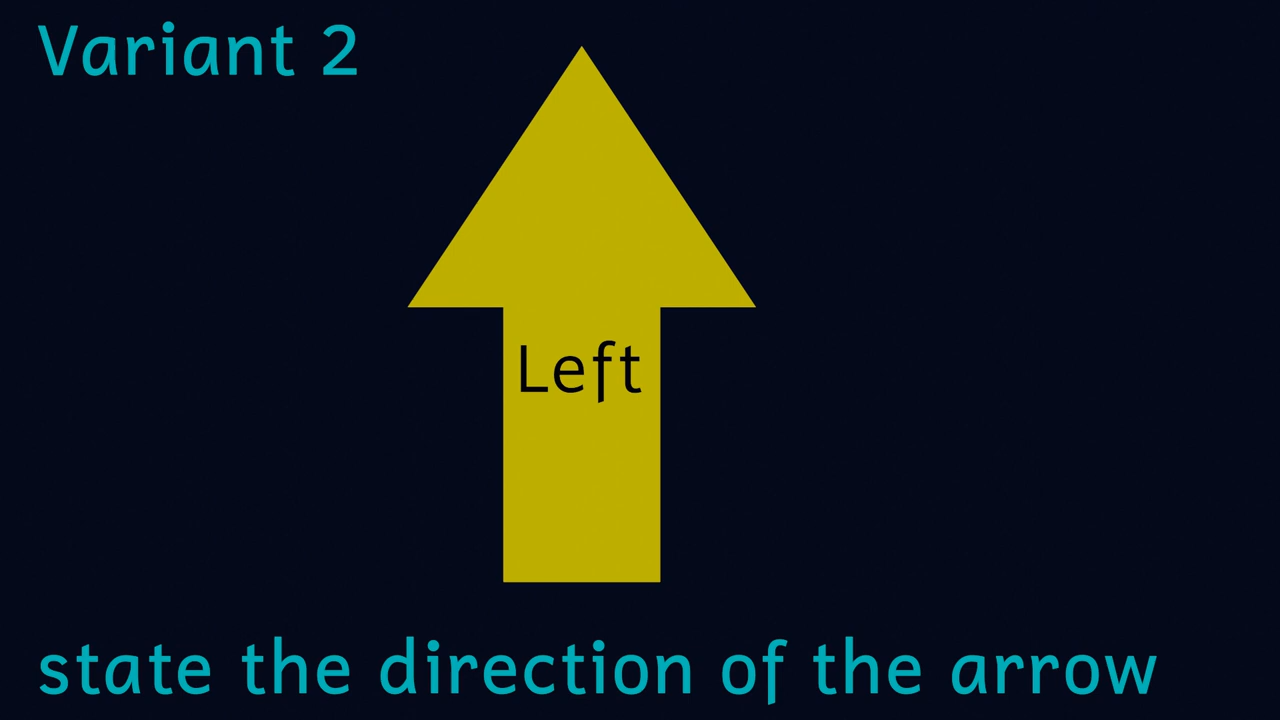 Variant 2
Left
state the direction of the arrow